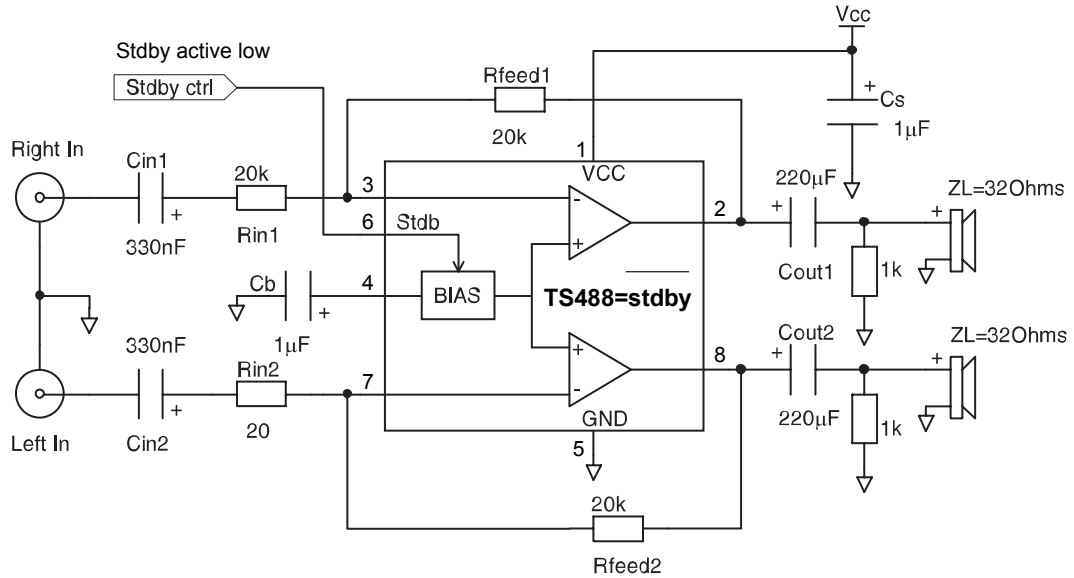 Vcc
Stdby active low
Stdby ctrl
Rfeed1
20k
+
Cs
1µF
1
VCC
Right In
Cin1
+
330nF
20k
Rin1
3
6
Stdb
-
+
2
220µF
+
Cout1
1k
ZL=32Ohms
+
Cb
+
1µF
4
BIAS
TS488=stdby
330nF
Cin2
+
Left In
Rin2
20
7
+
-
8
Cout2
+
220µF
1k
ZL=32Ohms
+
GND
5
20k
Rfeed2